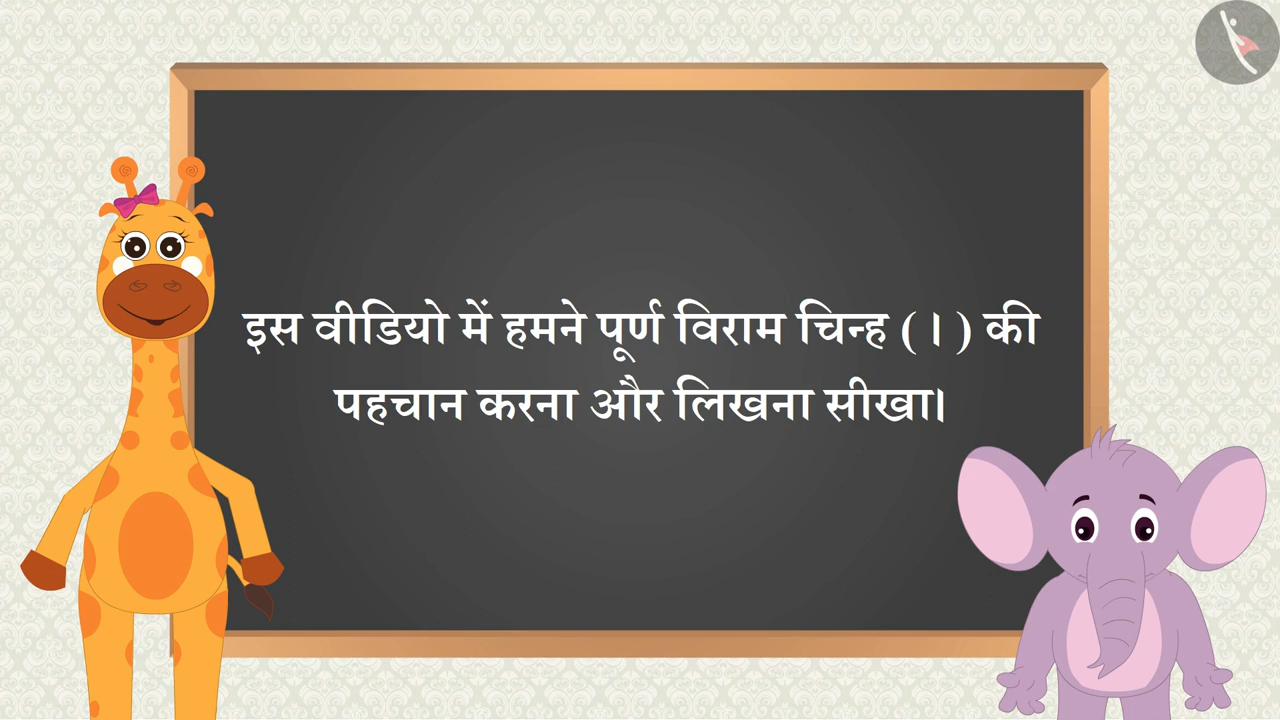 इस वीडियो में हमने पूर्ण विराम चिन्ह ( । ) की
पहचान करना और लिखना सीखा।